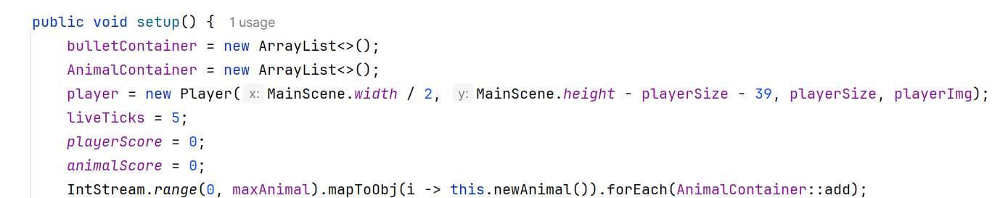 public void setup() { 1 usage
bulletContainer = new ArrayList<>();
AnimalContainer = new ArrayList<>();
player = new Player( x: MainScene.width / 2, y: MainScene.height - playerSize - 39, playerSize, playerImg);
liveTicks = 5;
playerScore = 0;
animalScore = 0;
IntStream.range(0, maxAnimal).mapToObj(i -> this.newAnimal()).forEach(AnimalContainer::add);